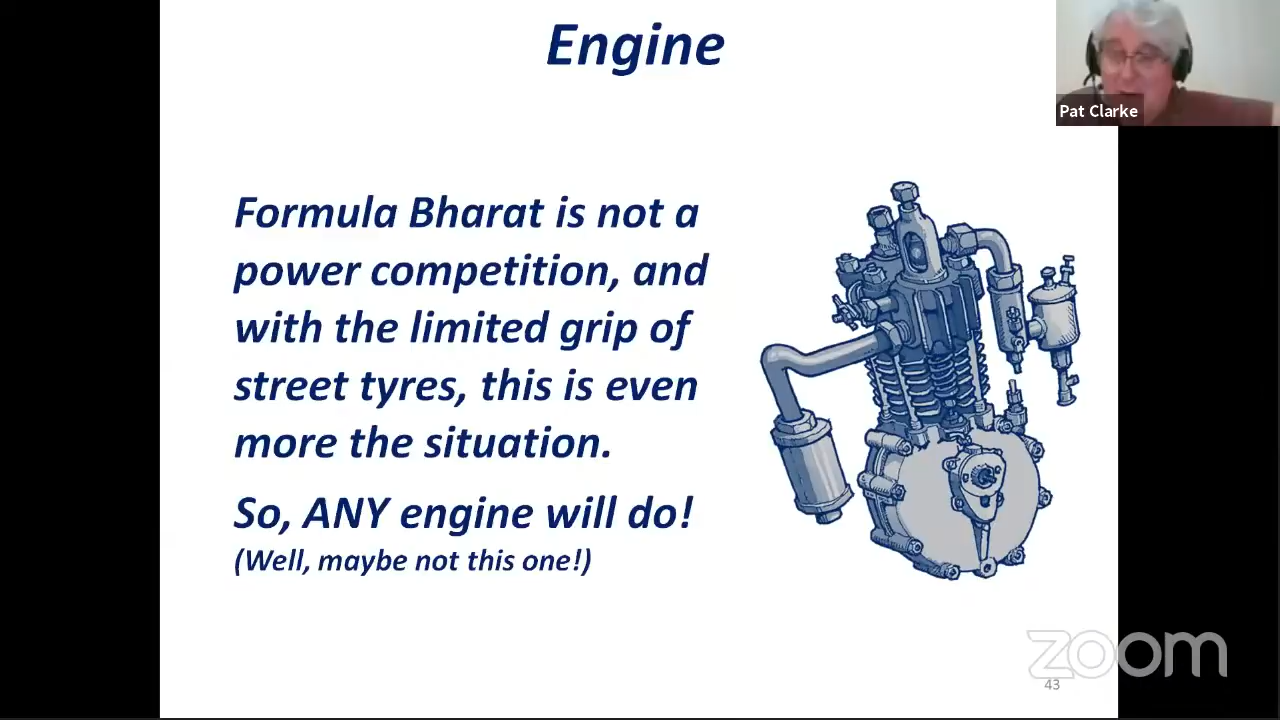 Engine
Pat Clarke
Formula Bharat is not a
power competition, and
with the limited grip of
street tyres, this is even
more the situation.
So, ANY engine will do!
(Well, maybe not this one!)
zoom
43